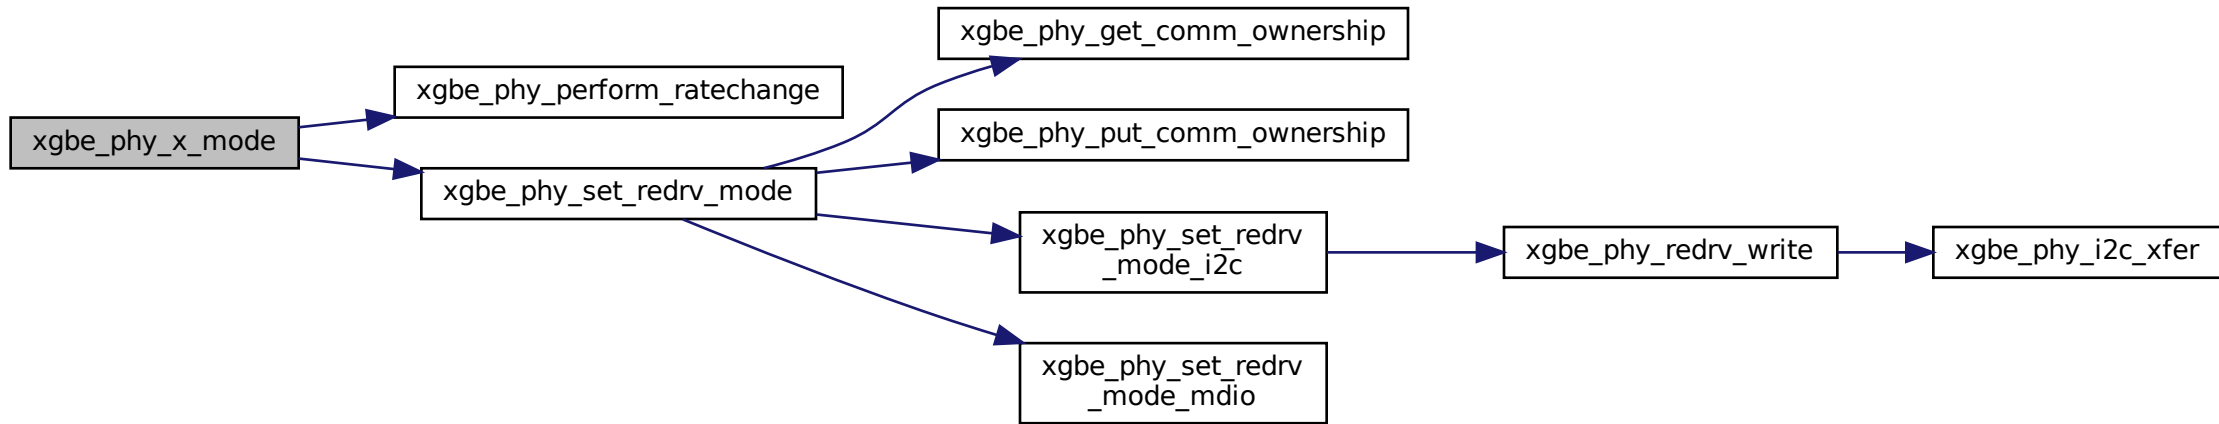 xgbe_phy_x_mode
xgbe_phy_perform_ratechange
xgbe_phy_set_redrv_mode
xgbe_phy_get_comm_ownership
xgbe_phy_put_comm_ownership
xgbe_phy_set_redrv
_mode_i2c
xgbe_phy_set_redrv
_mode_mdio
xgbe_phy_redrv_write
xgbe_phy_i2c_xfer